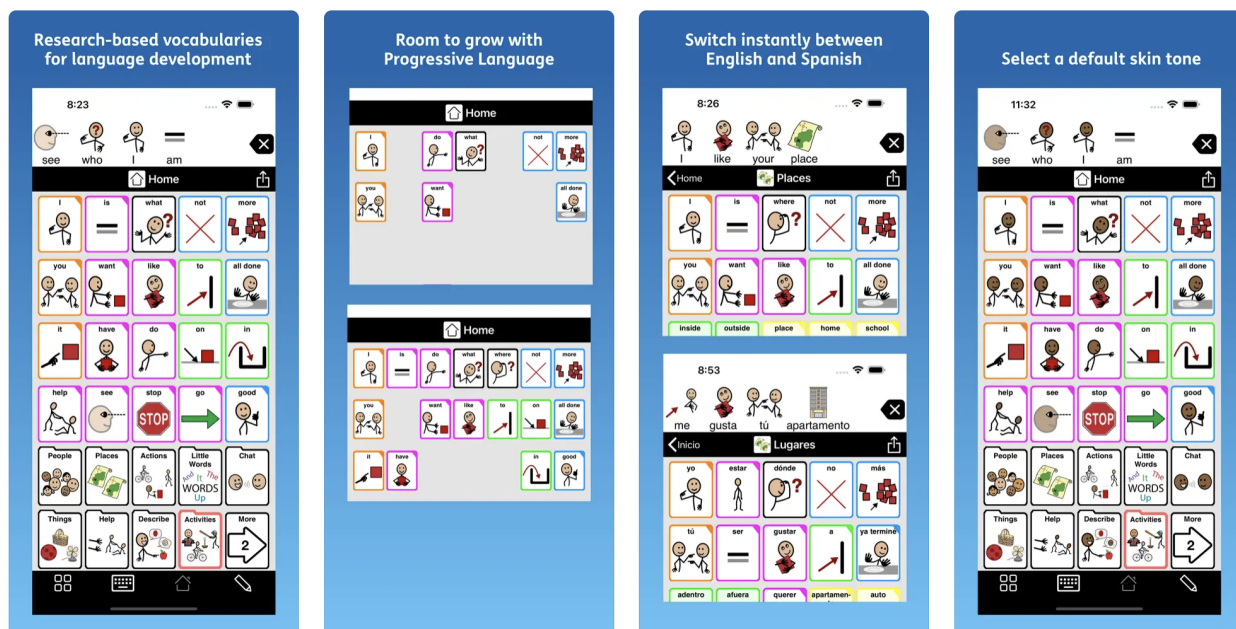 Research-based vocabularies
for language development
8:23
see who I am
Home
I is what not more
you want like to all done
it have do on in
help see stop go good
STOP
People Places Actions Little Words Chat
And It The WORDS Up
Things Help Describe Activities More
2
Room to grow with
Progressive Language
Home
I do what not more
you want all done
Home
I is do what where not more
you want like to on all done
it have in good
Switch instantly between
English and Spanish
8:26
I like your place
Home Places
I is where not more
you want like to all done
inside outside place home school
8:53
me gusta tú apartamento
Inicio Lugares
yo estar dónde no más
tú ser gustar a ya terminé
adentro afuera querer apartamen- auto
Select a default skin tone
11:32
see who I am
Home
I is what not more
you want like to all done
it have do on in
help see stop go good
STOP
People Places Actions Little Words Chat
And It The WORDS Up
Things Help Describe Activities More
2